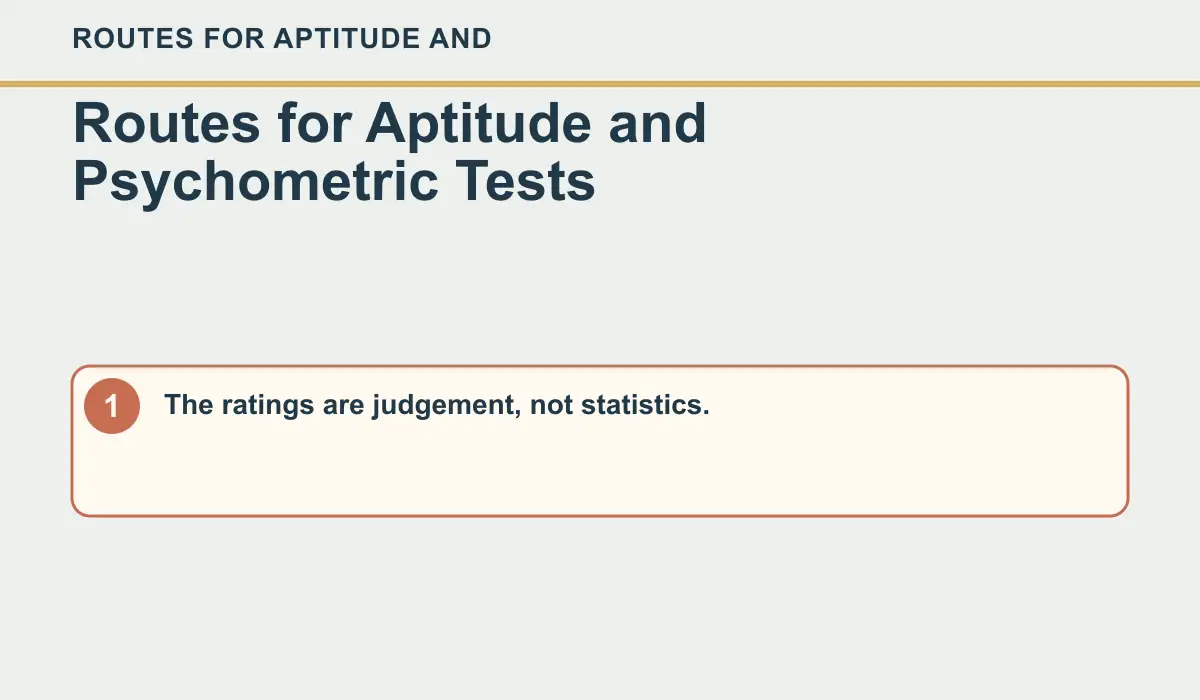 ROUTES FOR APTITUDE AND
Routes for Aptitude and
Psychometric Tests
1 The ratings are judgement, not statistics.